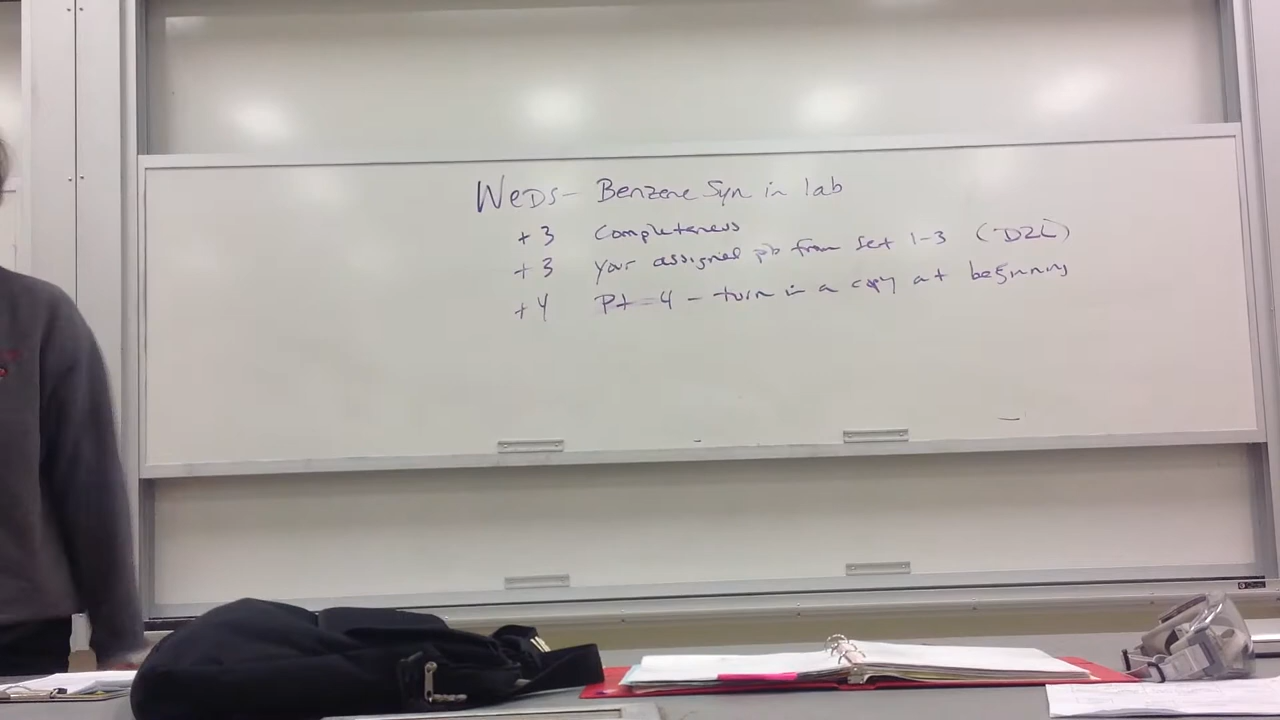 WEDS- Benzene Syn in lab
+3 Completeness
+3 Your assigned pb from Set 1-3 (D2L)
+4 Pt 4 - turn in a copy at beginning